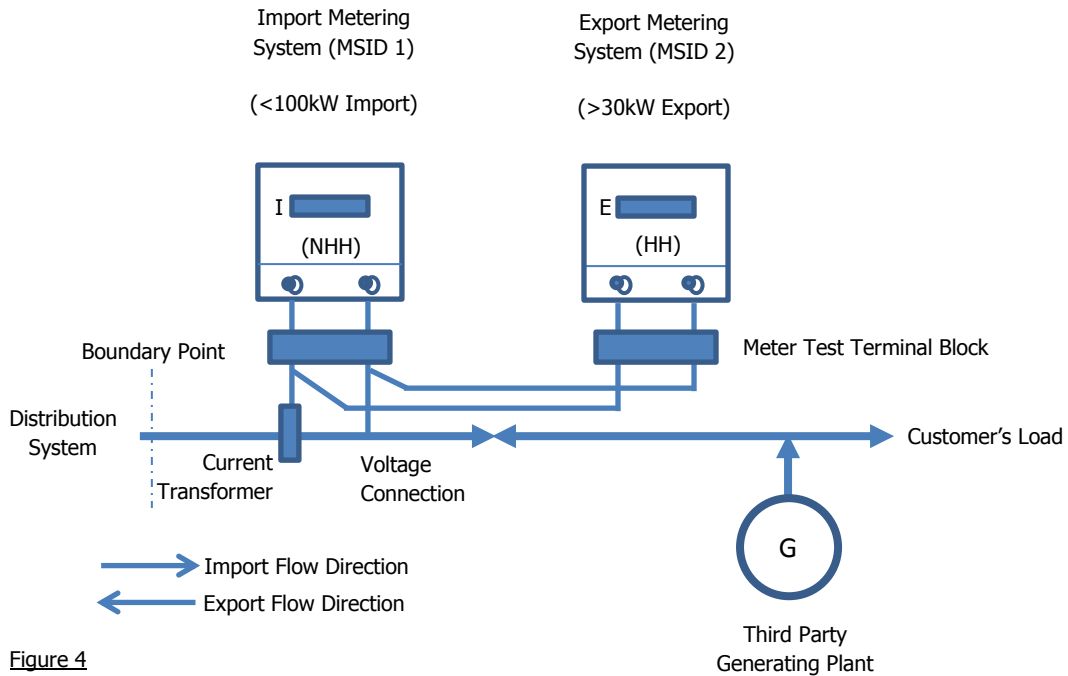 Import Metering
System (MSID 1)
(<100kW Import)
Export Metering
System (MSID 2)
(>30kW Export)
I
(NHH)
E
(HH)
Boundary Point
Meter Test Terminal Block
Distribution
System
Customer’s Load
Current
Transformer
Voltage
Connection
G
Import Flow Direction
Export Flow Direction
Third Party
Generating Plant
Figure 4